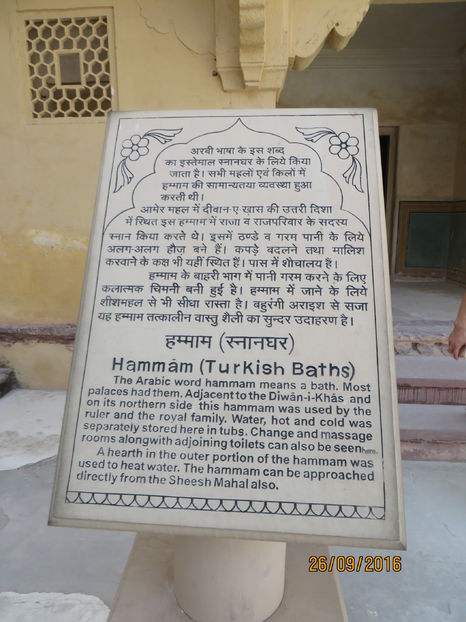 अरबी भाषा के इस शब्द
का इस्तेमाल स्नानघर के लिये किया
जाता है। सभी महलों एवं किलों में
हम्माम की सामान्यतया व्यवस्था हुआ
करती थी।
आमेर महल में दीवान-ए-खास की उत्तरी दिशा
में स्थित इस हम्माम में राजा व राजपरिवार के सदस्य
स्नान किया करते थे। इसमें ठण्डे व गरम पानी के लिये
अलग-अलग हौज़ बने हैं। कपड़े बदलने तथा मालिश
करवाने के कक्ष भी यहीं स्थित हैं। पास में शौचालय हैं।
हम्माम के बाहरी भाग में पानी गरम करने के लिए
कलात्मक चिमनी बनी हुई है। हम्माम में जाने के लिये
शीशमहल से भी सीधा रास्ता है। बहुरंगी अराइश से सजा
यह हम्माम तत्कालीन वास्तु शैली का सुन्दर उदाहरण है।
हम्माम (स्नानघर)
Hammām (Turkish Baths)
The Arabic word hammam means a bath. Most
palaces had them. Adjacent to the Diwān-i-Khās and
on its northern side this hammam was used by the
ruler and the royal family. Water, hot and cold was
separately stored here in tubs. Change and massage
rooms alongwith adjoining toilets can also be seen here.
A hearth in the outer portion of the hammam was
used to heat water. The hammam can be approached
directly from the Sheesh Mahal also.
26/09/2016